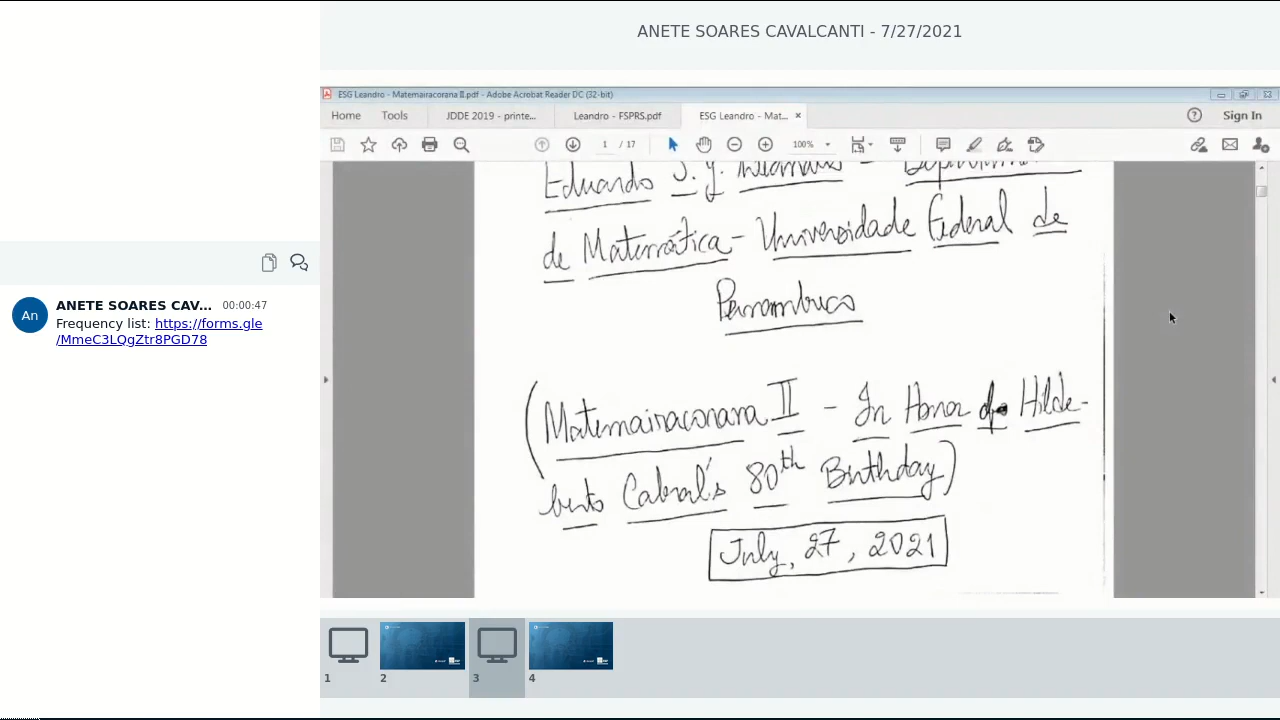 ANETE SOARES CAVALCANTI - 7/27/2021
ESG Leandro - Matemairacorana II.pdf - Adobe Acrobat Reader DC (32-bit)
Home Tools JDDE 2019 - printe... Leandro - FSPRS.pdf ESG Leandro - Mat... × Sign In
1 / 17 100%
Eduardo S. G.
de Matemática - Universidade Federal de
Pernambuco
(Matemairacorana II - In Honor of Hilde-
berto Cabral's 80th Birthday)
July, 27, 2021
An
ANETE SOARES CAV... 00:00:47
Frequency list: https://forms.gle
/MmeC3LQgZtr8PGD78
1 2 3 4